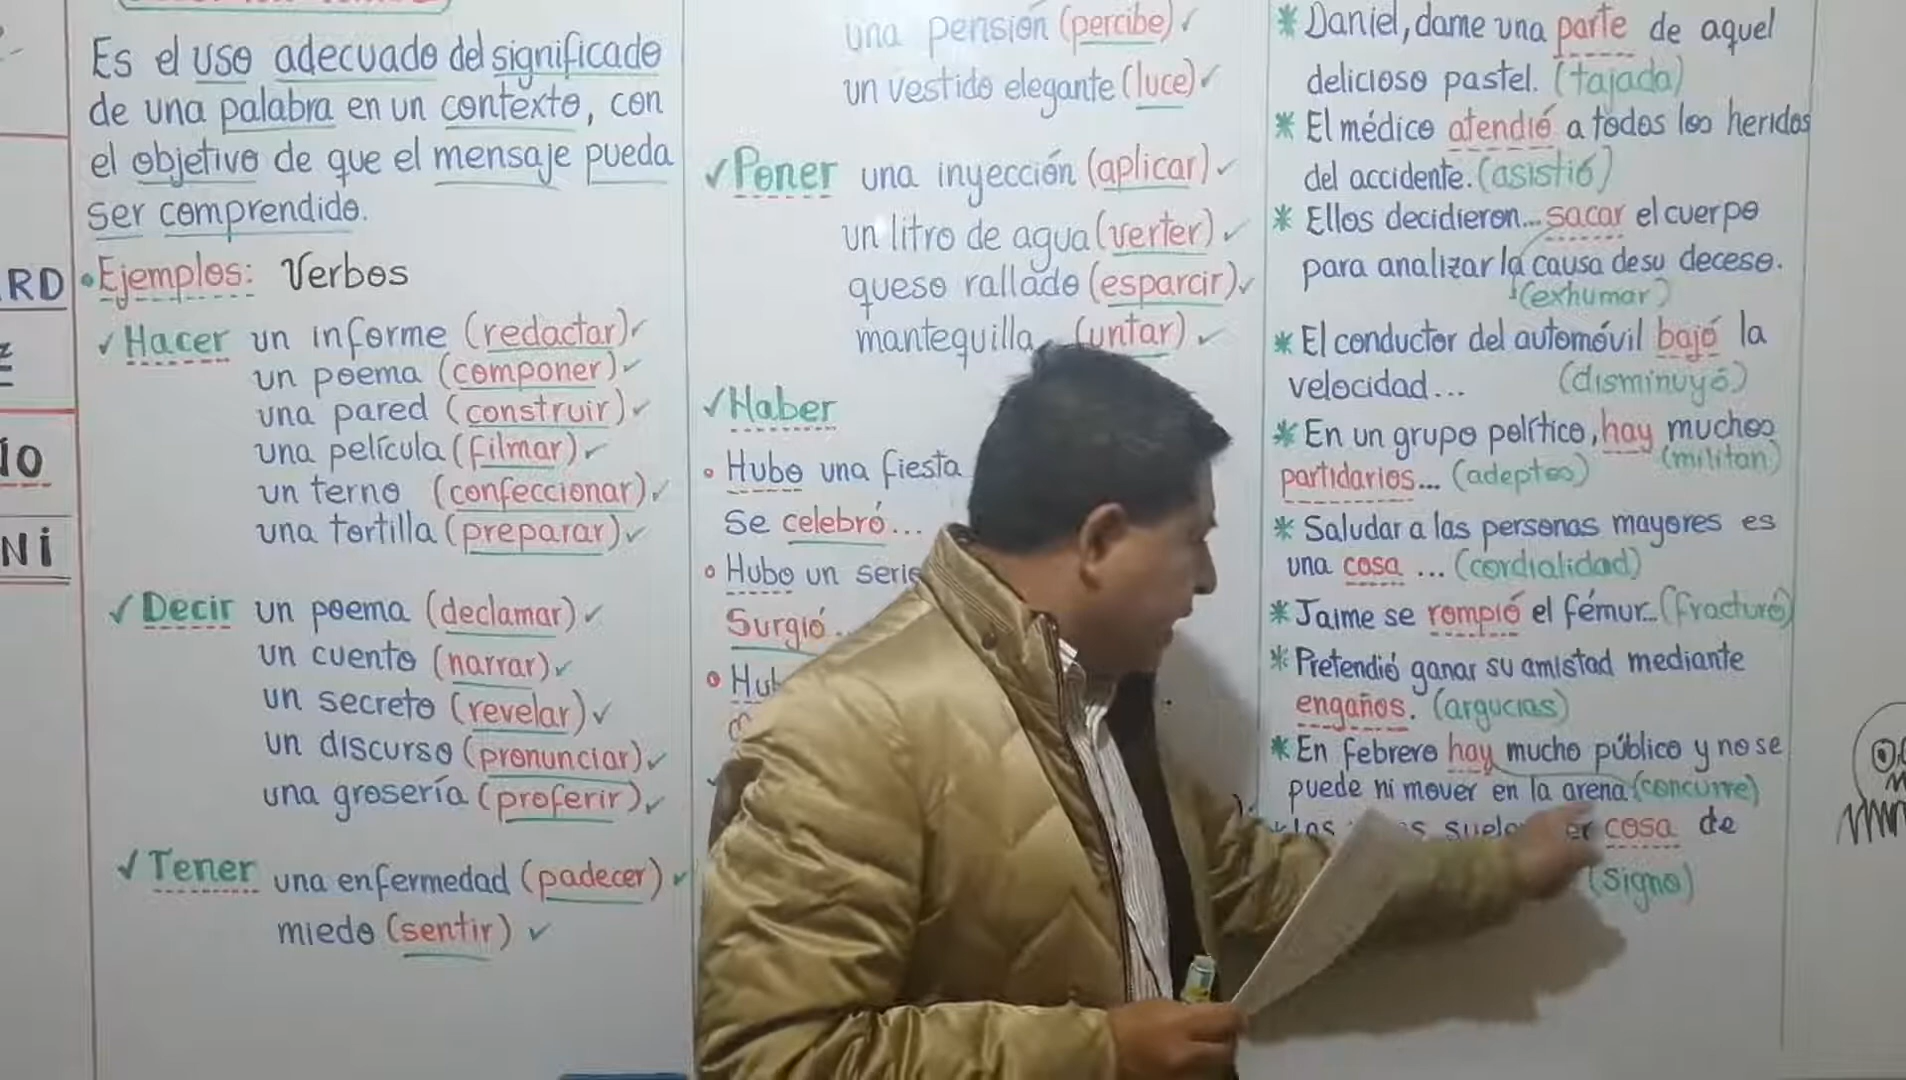 RD
NI
Es el uso adecuado del significado
de una palabra en un contexto, con
el objetivo de que el mensaje pueda
ser comprendido.
Ejemplos: Verbos
✓Hacer un informe (redactar)✓
un poema (componer)✓
una pared (construir)✓
una película (filmar)✓
un terno (confeccionar)✓
una tortilla (preparar)✓
✓Decir un poema (declamar)✓
un cuento (narrar)✓
un secreto (revelar)✓
un discurso (pronunciar)✓
una grosería (proferir)✓
✓Tener una enfermedad (padecer)✓
miedo (sentir) ✓
una pensión (percibe)✓
un vestido elegante (luce)✓
✓Poner una inyección (aplicar)✓
un litro de agua (verter)✓
queso rallado (esparcir)✓
mantequilla (untar)✓
✓Haber
Hubo una fiesta
Se celebró...
Hubo un
Surgió
* Daniel, dame una parte de aquel
delicioso pastel. (tajada)
* El médico atendió a todos los heridos
del accidente. (asistió)
* Ellos decidieron... sacar el cuerpo
para analizar la causa de su deceso.
(exhumar)
* El conductor del automóvil bajó la
velocidad... (disminuyó)
* En un grupo político, hay muchos
(militan)
partidarios... (adeptos)
* Saludar a las personas mayores es
una cosa ... (cordialidad)
* Jaime se rompió el fémur... (fracturó)
* Pretendió ganar su amistad mediante
engaños. (argucias)
* En febrero hay mucho público y no se
puede ni mover en la arena (concurre)
cosa de
(signo)